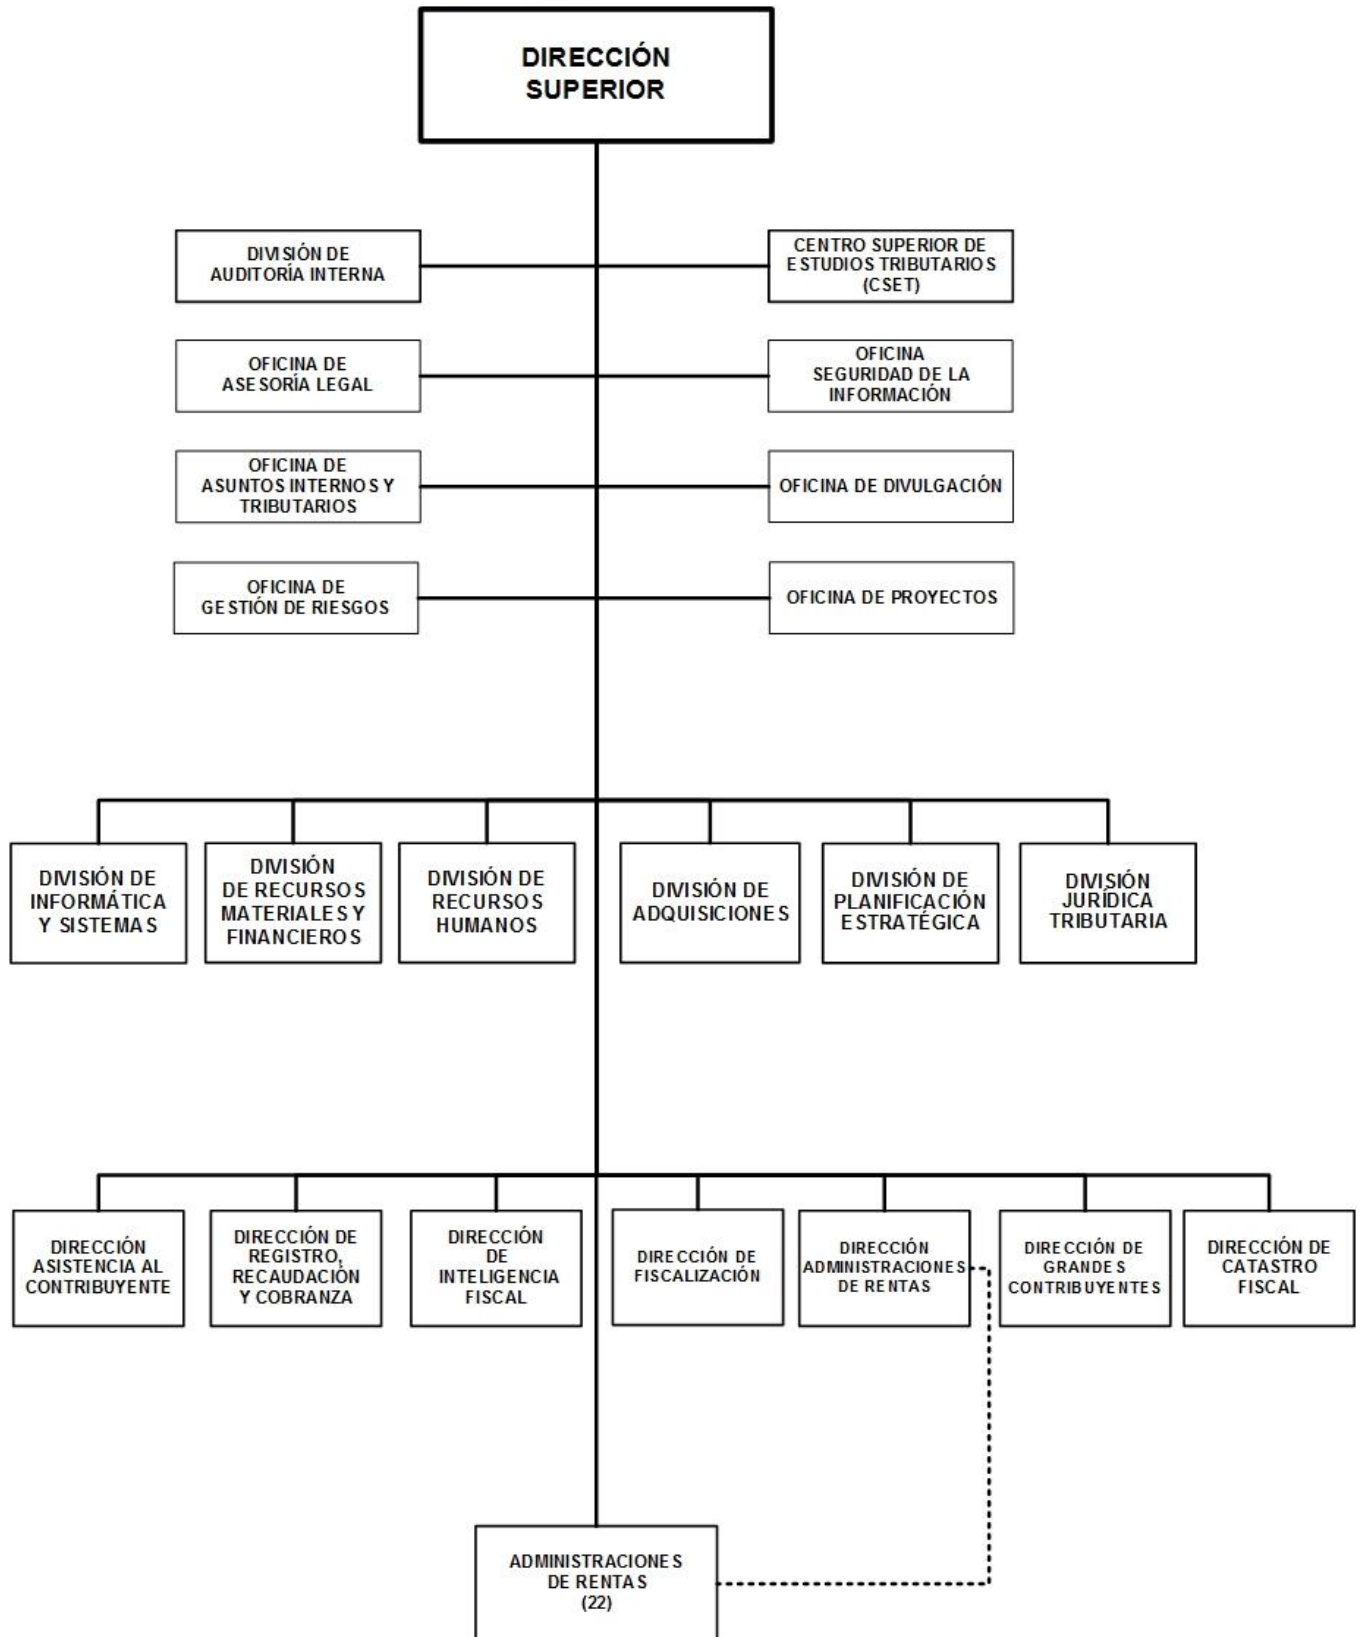 DIRECCIÓN
SUPERIOR
DIVISIÓN DE
AUDITORÍA INTERNA
CENTRO SUPERIOR DE
ESTUDIOS TRIBUTARIOS
(CSET)
OFICINA DE
ASESORÍA LEGAL
OFICINA
SEGURIDAD DE LA
INFORMACIÓN
OFICINA DE
ASUNTOS INTERNOS Y
TRIBUTARIOS
OFICINA DE DIVULGACIÓN
OFICINA DE
GESTIÓN DE RIESGOS
OFICINA DE PROYECTOS
DIVISIÓN DE
INFORMÁTICA
Y SISTEMAS
DIVISIÓN
DE RECURSOS
MATERIALES Y
FINANCIEROS
DIVISIÓN DE
RECURSOS
HUMANOS
DIVISIÓN DE
ADQUISICIONES
DIVISIÓN DE
PLANIFICACIÓN
ESTRATÉGICA
DIVISIÓN
JURÍDICA
TRIBUTARIA
DIRECCIÓN
ASISTENCIA AL
CONTRIBUYENTE
DIRECCIÓN DE
REGISTRO,
RECAUDACIÓN
Y COBRANZA
DIRECCIÓN
DE
INTELIGENCIA
FISCAL
DIRECCIÓN DE
FISCALIZACIÓN
DIRECCIÓN
ADMINISTRACIONES
DE RENTAS
DIRECCIÓN DE
GRANDES
CONTRIBUYENTES
DIRECCIÓN DE
CATASTRO
FISCAL
ADMINISTRACIONES
DE RENTAS
(22)